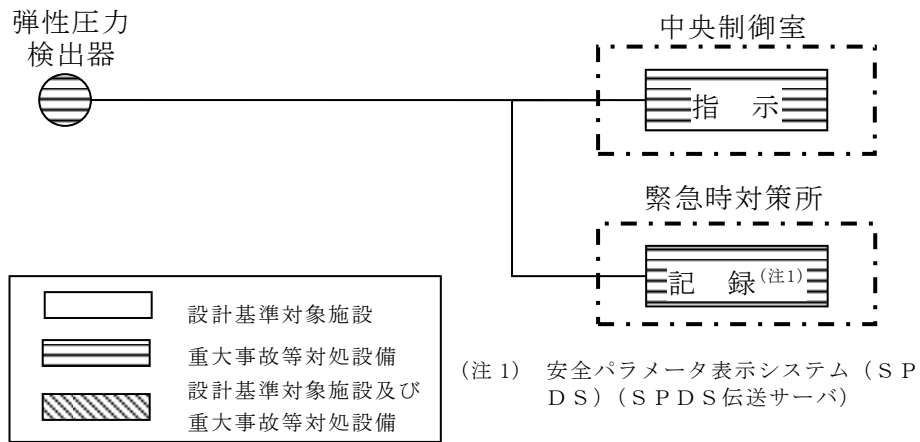 弾性圧力
検出器
中央制御室
指　示
緊急時対策所
記　録(注1)
設計基準対象施設
重大事故等対処設備
設計基準対象施設及び
重大事故等対処設備
(注 1)　安全パラメータ表示システム（ＳＰ
ＤＳ）（ＳＰＤＳ伝送サーバ）